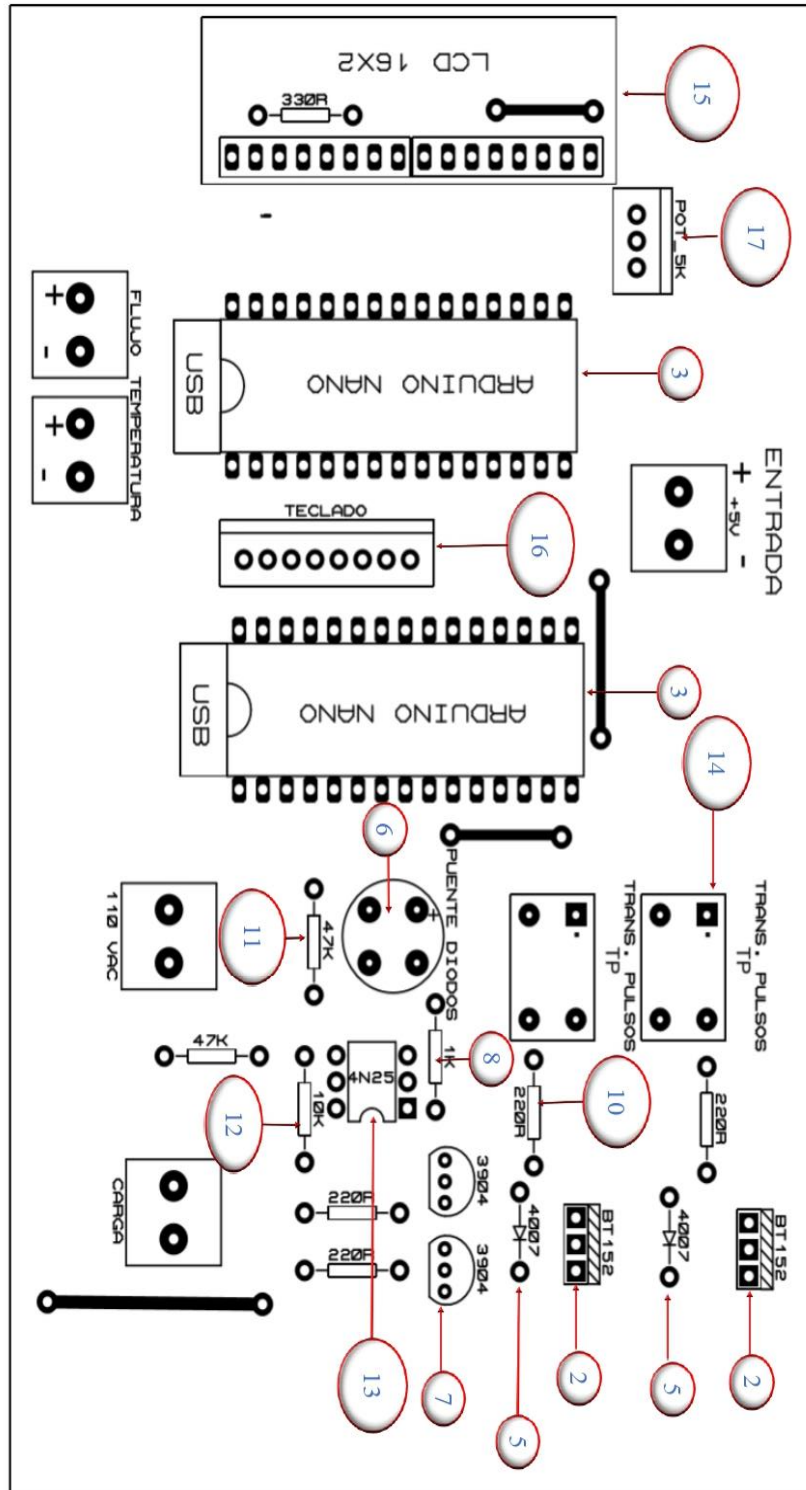 LCD 16X2
330R
15
POT_5K
17
FLUJO
+
-
TEMPERATURA
+
-
USB
ARDUINO NANO
3
ENTRADA
+
+5V
-
TECLADO
16
USB
ARDUINO NANO
3
14
6
PUENTE DIODOS
+
TRANS. PULSOS
TP
TRANS. PULSOS
TP
110 VAC
11
47K
47K
12
10K
4N25
1K
8
220R
10
220R
CARGA
220R
220R
3904
3904
4007
BT152
4007
BT152
13
7
5
2
5
2